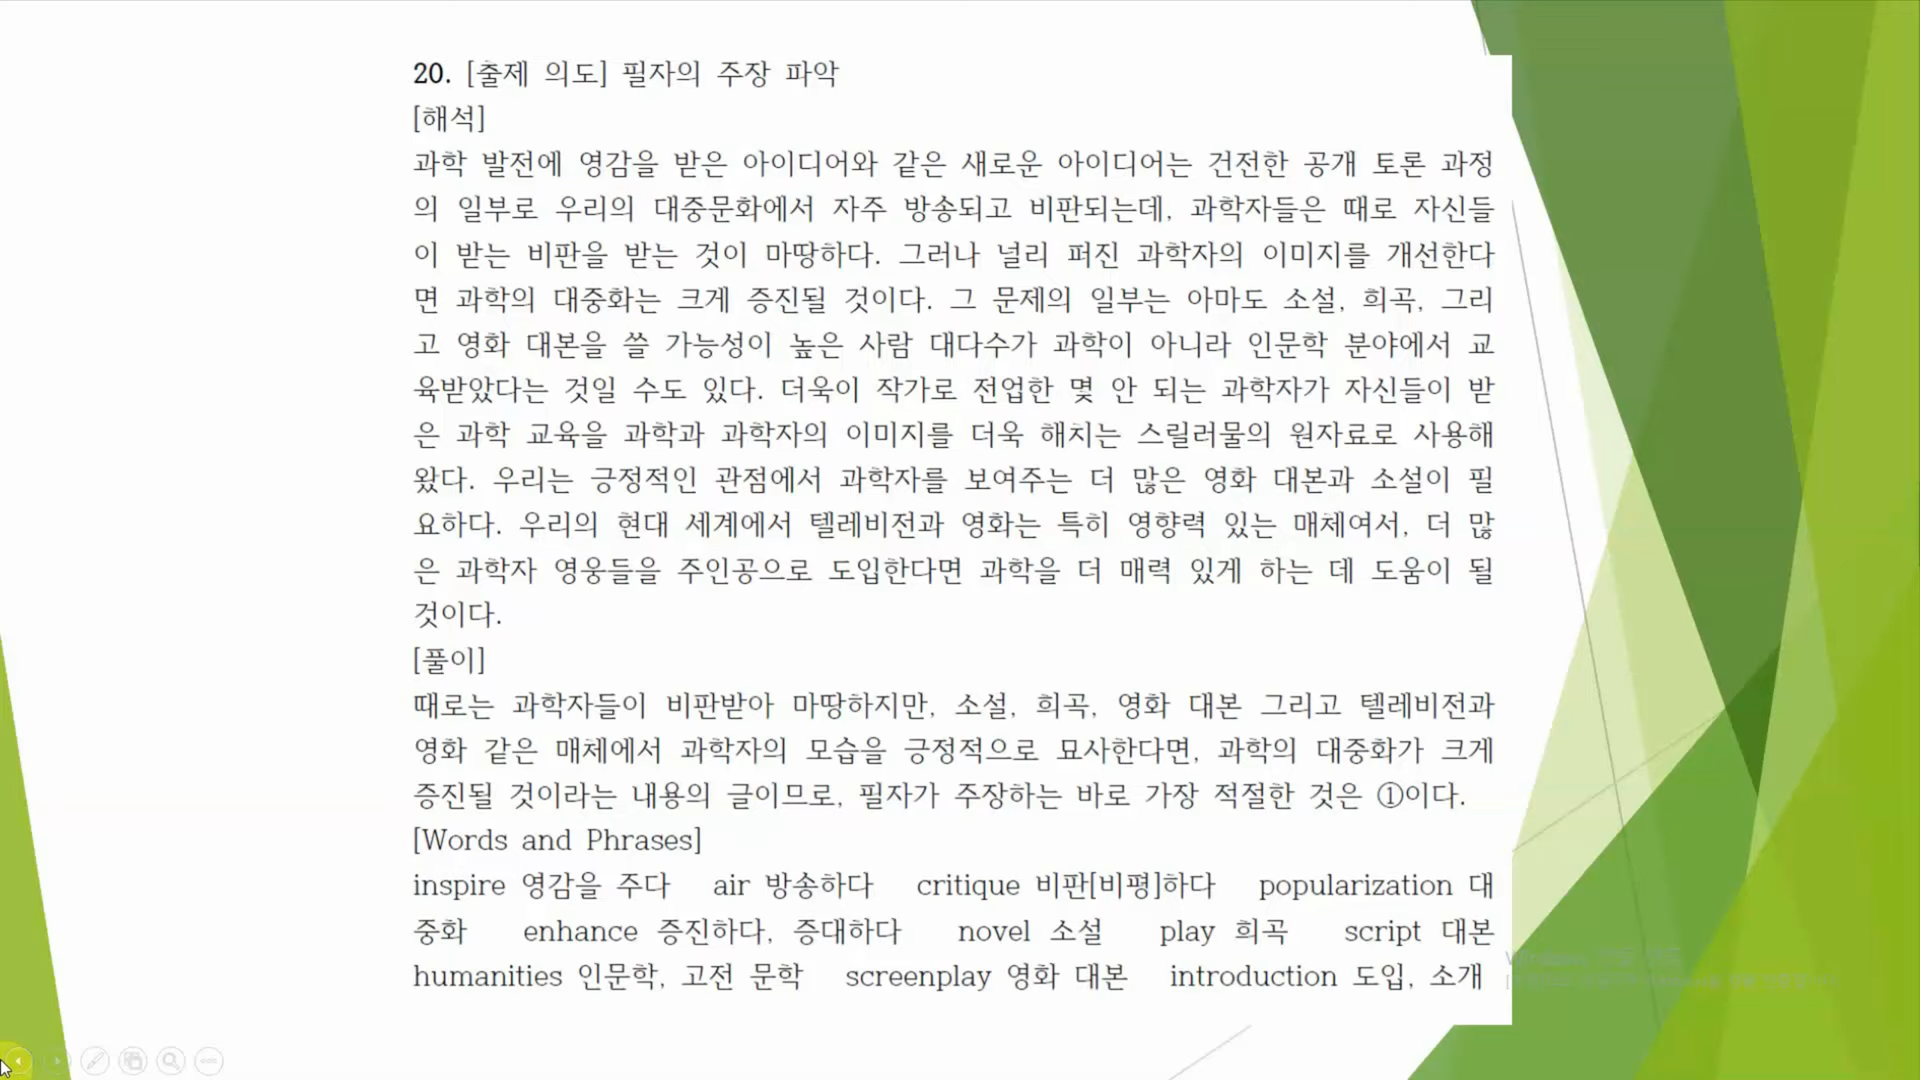 20. [출제 의도] 필자의 주장 파악
[해석]
과학 발전에 영감을 받은 아이디어와 같은 새로운 아이디어는 건전한 공개 토론 과정
의 일부로 우리의 대중문화에서 자주 방송되고 비판되는데, 과학자들은 때로 자신들
이 받는 비판을 받는 것이 마땅하다. 그러나 널리 퍼진 과학자의 이미지를 개선한다
면 과학의 대중화는 크게 증진될 것이다. 그 문제의 일부는 아마도 소설, 희곡, 그리
고 영화 대본을 쓸 가능성이 높은 사람 대다수가 과학이 아니라 인문학 분야에서 교
육받았다는 것일 수도 있다. 더욱이 작가로 전업한 몇 안 되는 과학자가 자신들이 받
은 과학 교육을 과학과 과학자의 이미지를 더욱 해치는 스릴러물의 원자료로 사용해
왔다. 우리는 긍정적인 관점에서 과학자를 보여주는 더 많은 영화 대본과 소설이 필
요하다. 우리의 현대 세계에서 텔레비전과 영화는 특히 영향력 있는 매체여서, 더 많
은 과학자 영웅들을 주인공으로 도입한다면 과학을 더 매력 있게 하는 데 도움이 될
것이다.
[풀이]
때로는 과학자들이 비판받아 마땅하지만, 소설, 희곡, 영화 대본 그리고 텔레비전과
영화 같은 매체에서 과학자의 모습을 긍정적으로 묘사한다면, 과학의 대중화가 크게
증진될 것이라는 내용의 글이므로, 필자가 주장하는 바로 가장 적절한 것은 ①이다.
[Words and Phrases]
inspire 영감을 주다 air 방송하다 critique 비판[비평]하다 popularization 대
중화 enhance 증진하다, 증대하다 novel 소설 play 희곡 script 대본
humanities 인문학, 고전 문학 screenplay 영화 대본 introduction 도입, 소개